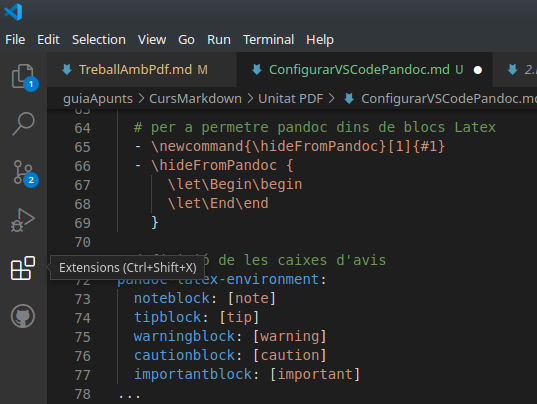 File Edit Selection View Go Run Terminal Help
TreballAmbPdf.md M ConfigurarVSCodePandoc.md U ● 2.
guiaApunts > CursMarkdown > Unitat PDF > ConfigurarVSCodePandoc.md
1
64 # per a permetre pandoc dins de blocs Latex
65 - \newcommand{\hideFromPandoc}[1]{#1}
66 - \hideFromPandoc {
67 \let\Begin\begin
68 \let\End\end
69 }
2
70
de les caixes d'avis
Extensions (Ctrl+Shift+X)
72 pandoc-latex-environment:
73 noteblock: [note]
74 tipblock: [tip]
75 warningblock: [warning]
76 cautionblock: [caution]
77 importantblock: [important]
78 ...